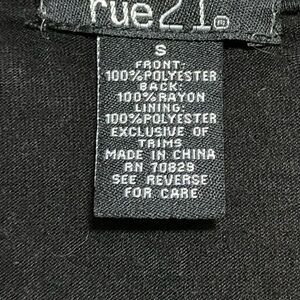 rue21®
S
FRONT:
100%POLYESTER
BACK:
100%RAYON
LINING:
100%POLYESTER
EXCLUSIVE OF
TRIMS
MADE IN CHINA
RN 70829
SEE REVERSE
FOR CARE